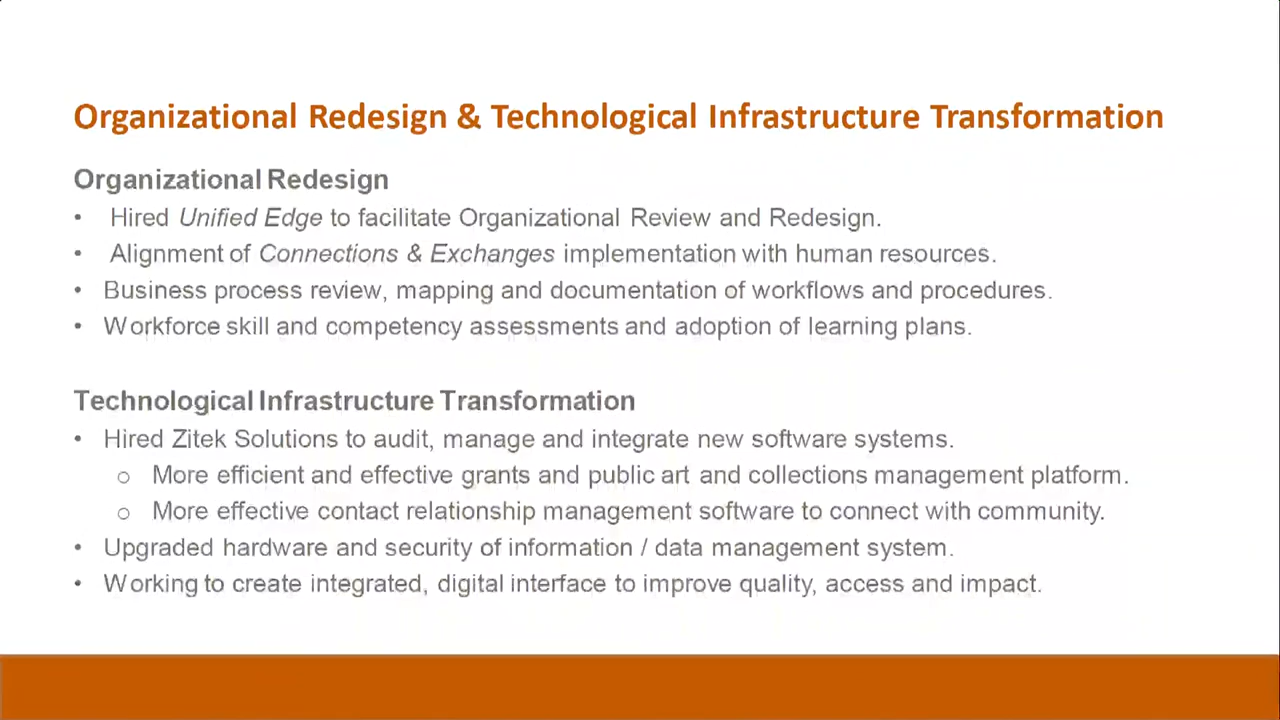 Organizational Redesign & Technological Infrastructure Transformation
Organizational Redesign
• Hired Unified Edge to facilitate Organizational Review and Redesign.
• Alignment of Connections & Exchanges implementation with human resources.
• Business process review, mapping and documentation of workflows and procedures.
• Workforce skill and competency assessments and adoption of learning plans.
Technological Infrastructure Transformation
• Hired Zitek Solutions to audit, manage and integrate new software systems.
o More efficient and effective grants and public art and collections management platform.
o More effective contact relationship management software to connect with community.
• Upgraded hardware and security of information / data management system.
• Working to create integrated, digital interface to improve quality, access and impact.